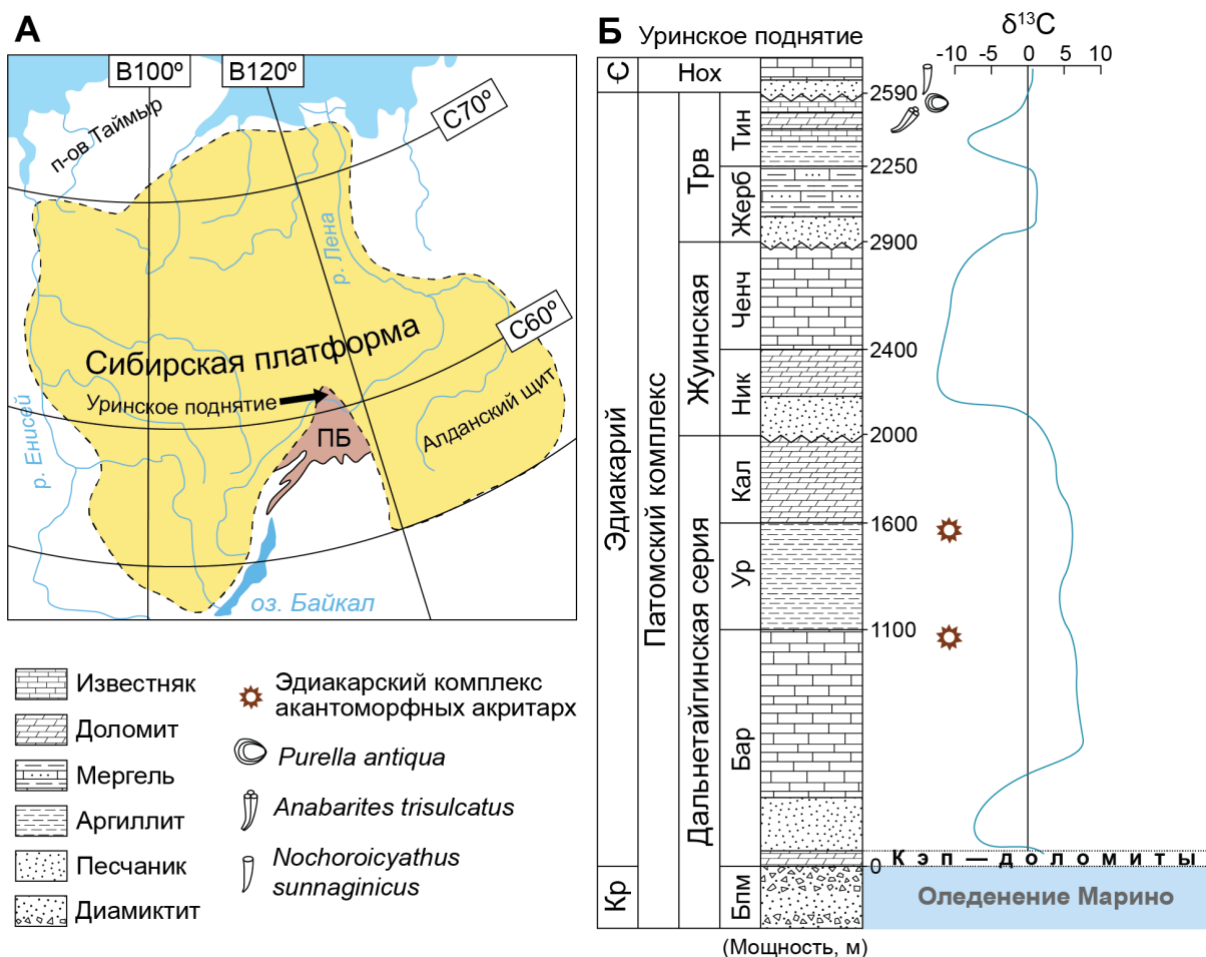 А
В100º
В120º
С70º
п-ов Таймыр
р. Лена
С60º
Сибирская платформа
Уринское поднятие
ПБ
Алданский щит
р. Енисей
оз. Байкал
Известняк
Доломит
Мергель
Аргиллит
Песчаник
Диамиктит
Эдиакарский комплекс
акантоморфных акритарх
Purella antiqua
Anabarites trisulcatus
Nochoroicyathus
sunnaginicus
Б
Уринское поднятие
δ13C
-10 -5 0 5 10
Є
Нох
2590
Эдиакарий
Патомский комплекс
Трв
Тин
2250
Жерб
2900
Жуинская
Ченч
2400
Ник
2000
Дальнетайгинская серия
Кал
1600
Ур
1100
Бар
Кэп—доломиты
0
Кр
Бпм
Оледенение Марино
(Мощность, м)